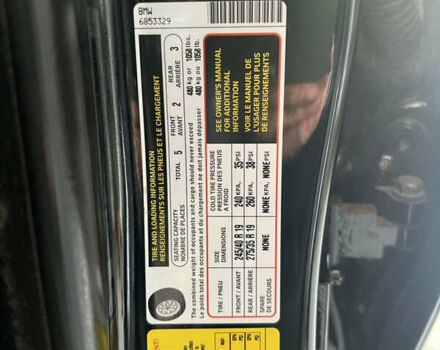 BMW
6853329
TIRE AND LOADING INFORMATION
RENSEIGNEMENTS SUR LES PNEUS ET LE CHARGEMENT
SEATING CAPACITY
NOMBRE DE PLACES
TOTAL 5
FRONT
AVANT 2
REAR
ARRIÈRE 3
The combined weight of occupants and cargo should never exceed 480 kg or 1058 lbs.
Le poids total des occupants et du chargement ne doit jamais dépasser 480 kg ou 1058 lb.
TIRE / PNEU
SIZE
DIMENSIONS
COLD TIRE PRESSURE
PRESSION DES PNEUS
A FROID
FRONT / AVANT 245/40 R 19 240 KPA, 35 PSI
REAR / ARRIÈRE 275/35 R 19 260 KPA, 38 PSI
SPARE
DE SECOURS NONE NONE KPA, NONE PSI
SEE OWNER'S MANUAL
FOR ADDITIONAL
INFORMATION
VOIR LE MANUEL DE
L'USAGER POUR PLUS
DE RENSEIGNEMENTS